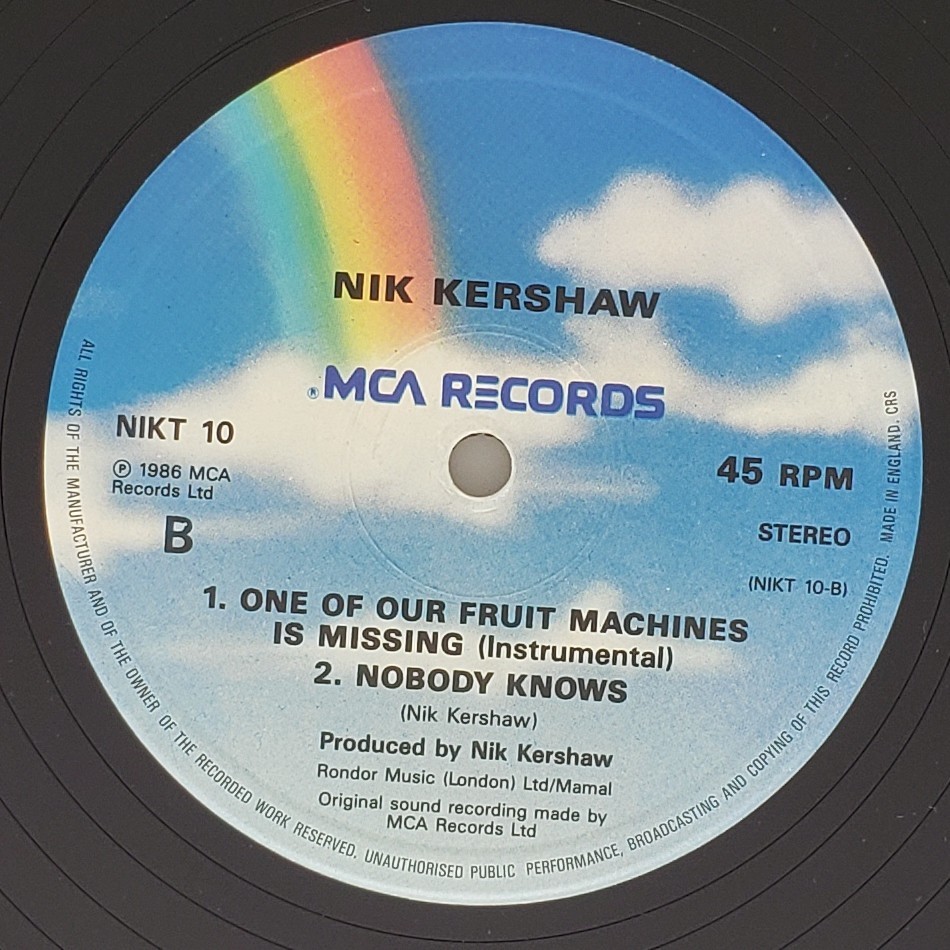 NIK KERSHAW
®MCA RECORDS
NIKT 10
℗ 1986 MCA
Records Ltd
B
45 RPM
STEREO
(NIKT 10-B)
1. ONE OF OUR FRUIT MACHINES
IS MISSING (Instrumental)
2. NOBODY KNOWS
(Nik Kershaw)
Produced by Nik Kershaw
Rondor Music (London) Ltd/Mamal
Original sound recording made by
MCA Records Ltd
ALL RIGHTS OF THE MANUFACTURER AND OF THE OWNER OF THE RECORDED WORK RESERVED. UNAUTHORISED PUBLIC PERFORMANCE, BROADCASTING AND COPYING OF THIS RECORD PROHIBITED. MADE IN ENGLAND. CRS